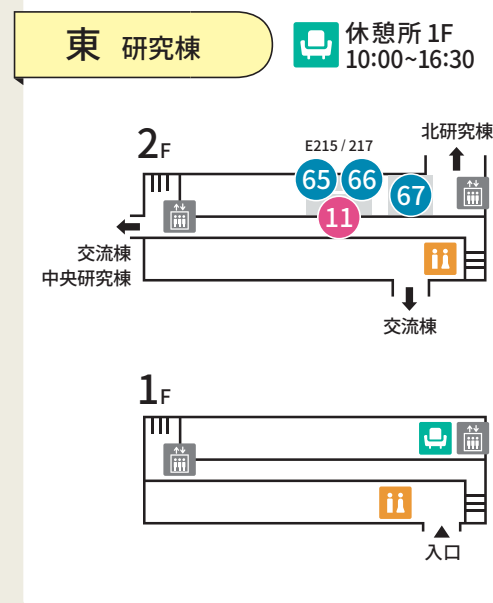 東 研究棟
休憩所 1F
10:00~16:30
2F
E215 / 217
北研究棟
65 66
67
11
交流棟
中央研究棟
交流棟
1F
入口